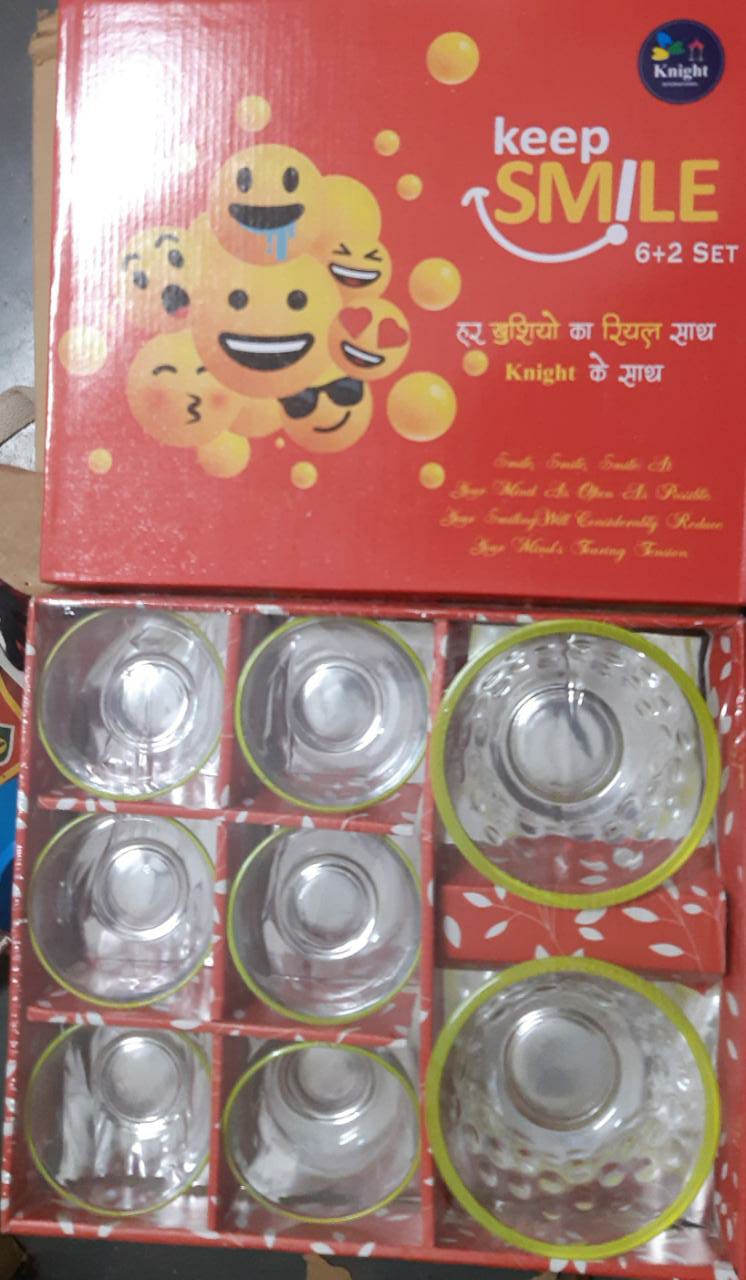 Knight
INTERNATIONAL
keep
SMILE
6+2 SET
हर खुशियो का रियल साथ
Knight के साथ
Smile, Smile, Smile At
Your Mind As Often As Possible.
Your Smiling Will Considerably Reduce
Your Mind's Tearing Tension